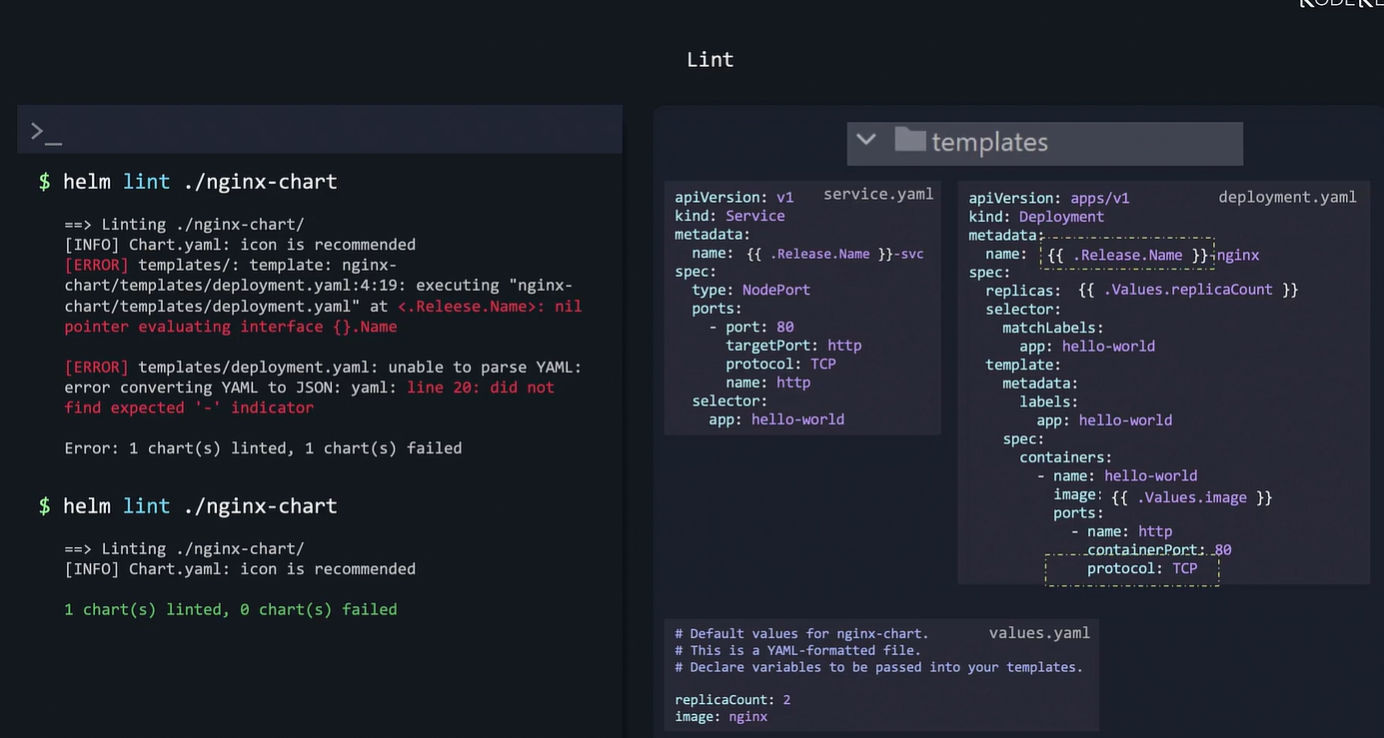 Lint
>_
$ helm lint ./nginx-chart
==> Linting ./nginx-chart/
[INFO] Chart.yaml: icon is recommended
[ERROR] templates/: template: nginx-
chart/templates/deployment.yaml:4:19: executing "nginx-
chart/templates/deployment.yaml" at <.Releese.Name>: nil
pointer evaluating interface {}.Name
[ERROR] templates/deployment.yaml: unable to parse YAML:
error converting YAML to JSON: yaml: line 20: did not
find expected '-' indicator
Error: 1 chart(s) linted, 1 chart(s) failed
$ helm lint ./nginx-chart
==> Linting ./nginx-chart/
[INFO] Chart.yaml: icon is recommended
1 chart(s) linted, 0 chart(s) failed
templates
service.yaml
apiVersion: v1
kind: Service
metadata:
  name: {{ .Release.Name }}-svc
spec:
  type: NodePort
  ports:
    - port: 80
      targetPort: http
      protocol: TCP
      name: http
  selector:
    app: hello-world
deployment.yaml
apiVersion: apps/v1
kind: Deployment
metadata:
  name: {{ .Release.Name }}-nginx
spec:
  replicas: {{ .Values.replicaCount }}
  selector:
    matchLabels:
      app: hello-world
  template:
    metadata:
      labels:
        app: hello-world
    spec:
      containers:
        - name: hello-world
          image: {{ .Values.image }}
          ports:
            - name: http
              containerPort: 80
              protocol: TCP
values.yaml
# Default values for nginx-chart.
# This is a YAML-formatted file.
# Declare variables to be passed into your templates.
replicaCount: 2
image: nginx